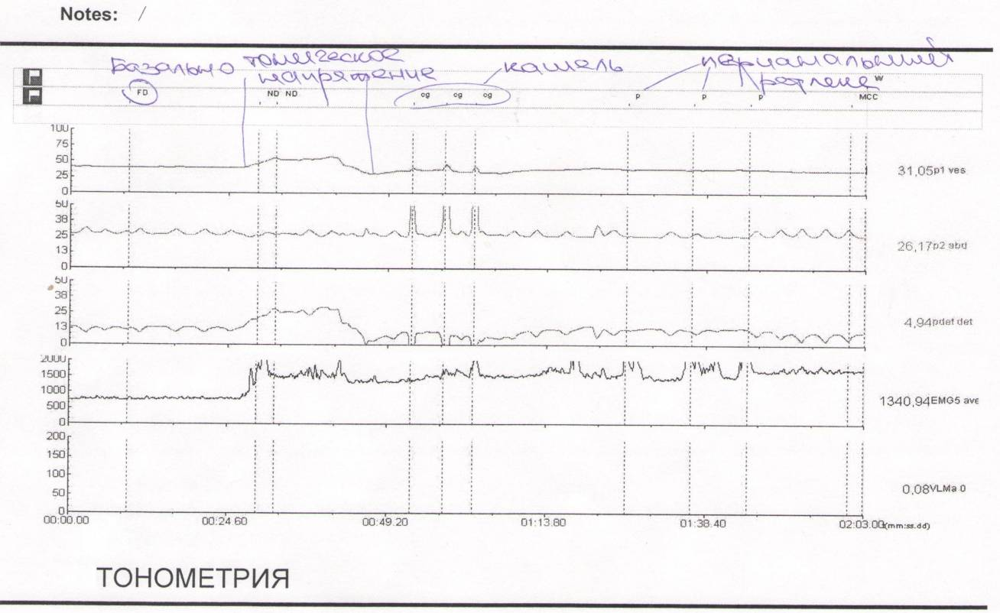 Notes: /
Базально тоническое
напряжение
кашель
перианальный
рефлекс
W
FD ND ND cg cg cg P P P MCC
100
75
50
25
0
31,05p1 ves
50
38
25
13
0
26,17p2 abd
50
38
25
13
0
4,94pdet det
2000
1500
1000
500
0
1340,94EMG5 ave
200
150
100
50
0
0,08VLMa 0
00:00.00 00:24 60 00:49.20 01:13.80 01:38.40 02:03.00 (mm:ss.dd)
ТОНОМЕТРИЯ